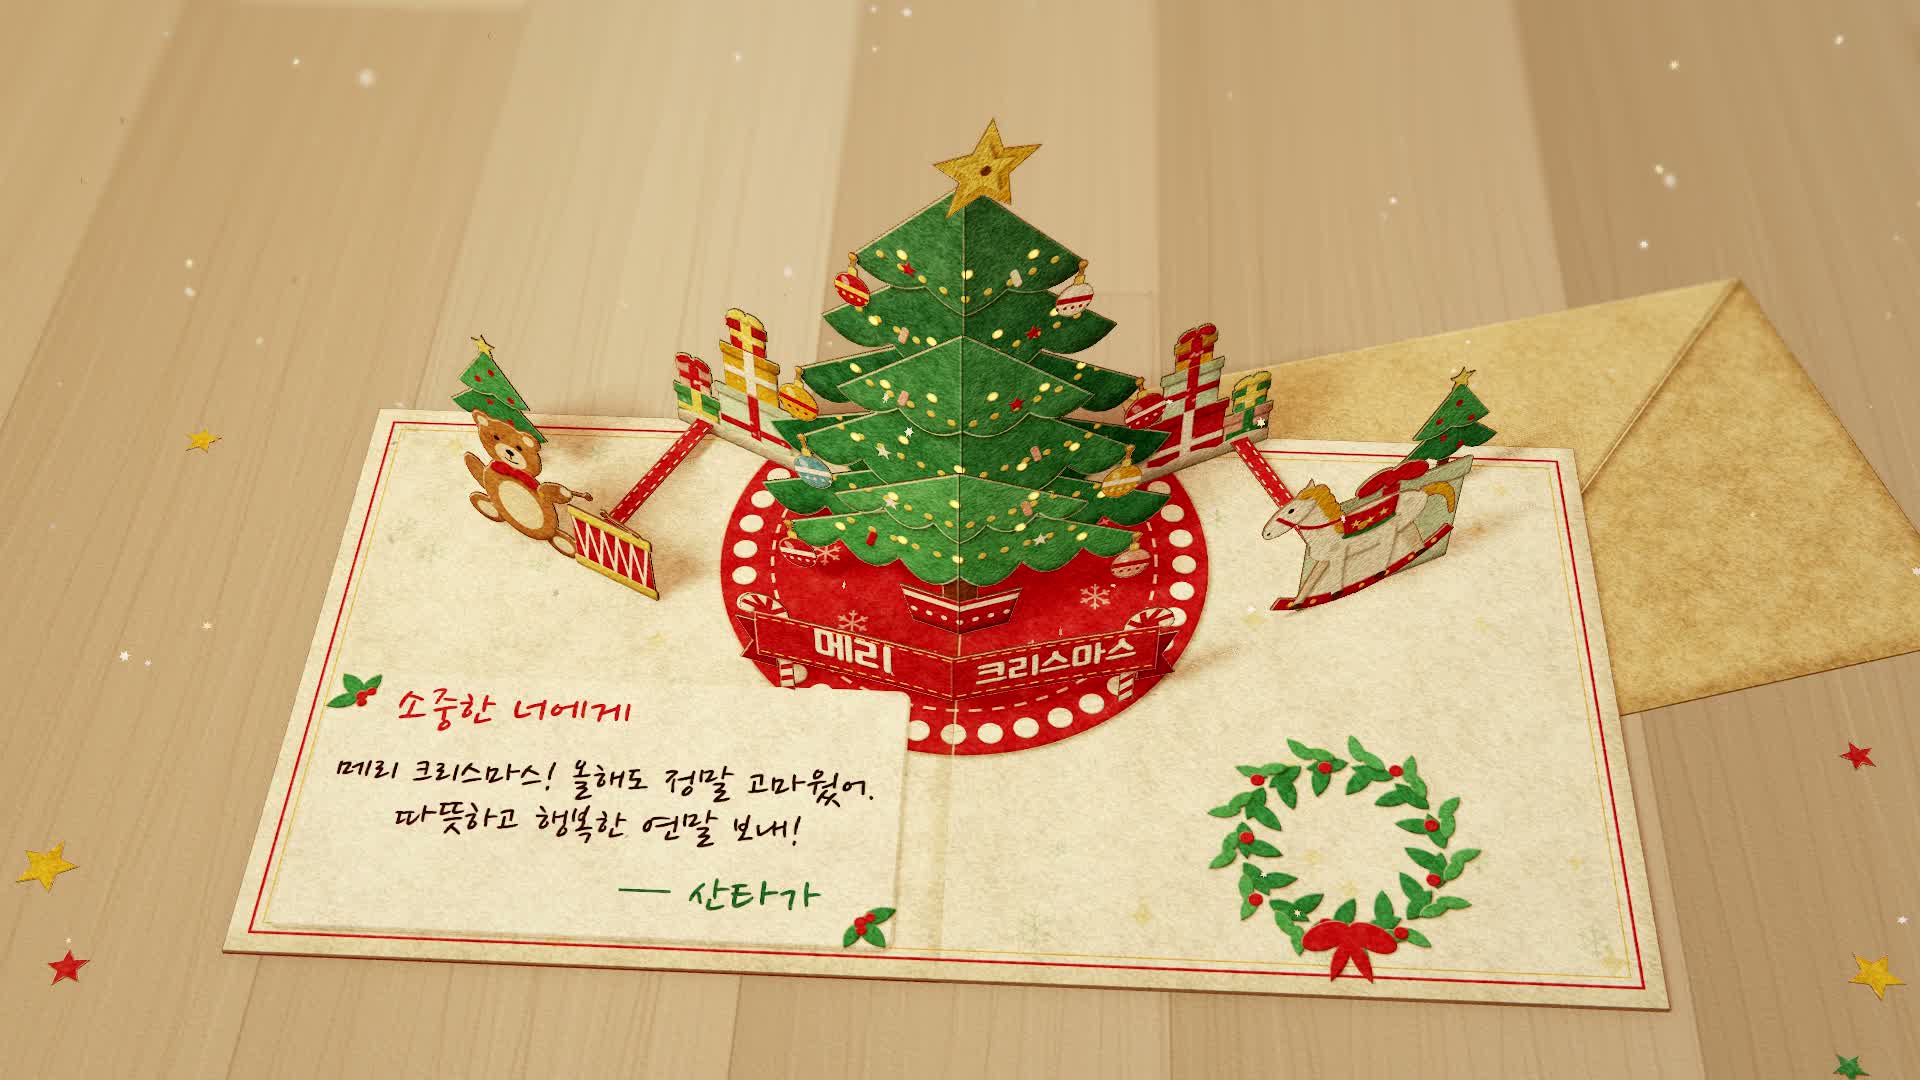 메리 크리스마스
소중한 너에게
메리 크리스마스! 올해도 정말 고마웠어.
따뜻하고 행복한 연말 보내!
— 산타가